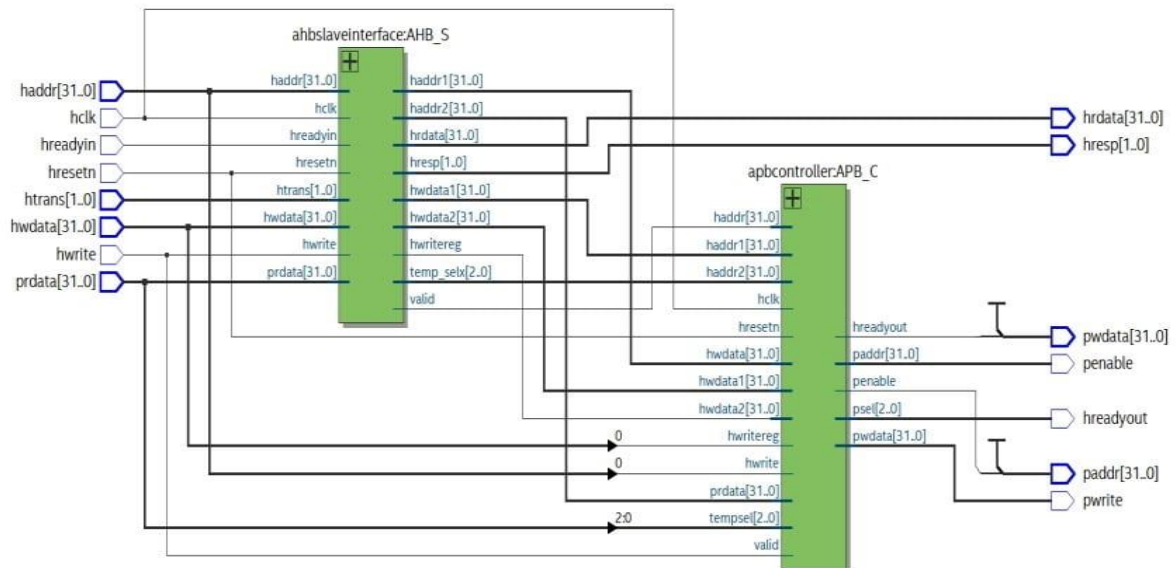 ahbslaveinterface:AHB_S
haddr[31..0]
hclk
hreadyin
hresetn
htrans[1..0]
hwdata[31..0]
hwrite
prdata[31..0]
haddr[31..0]
hclk
hreadyin
hresetn
htrans[1..0]
hwdata[31..0]
hwrite
prdata[31..0]
haddr1[31..0]
haddr2[31..0]
hrdata[31..0]
hresp[1..0]
hwdata1[31..0]
hwdata2[31..0]
hwritereg
temp_selx[2..0]
valid
apbcontroller:APB_C
haddr[31..0]
haddr1[31..0]
haddr2[31..0]
hclk
hresetn
hwdata[31..0]
hwdata1[31..0]
hwdata2[31..0]
0
hwritereg
0
hwrite
prdata[31..0]
2:0
tempsel[2..0]
valid
hreadyout
paddr[31..0]
penable
psel[2..0]
pwdata[31..0]
hrdata[31..0]
hresp[1..0]
pwdata[31..0]
penable
hreadyout
paddr[31..0]
pwrite